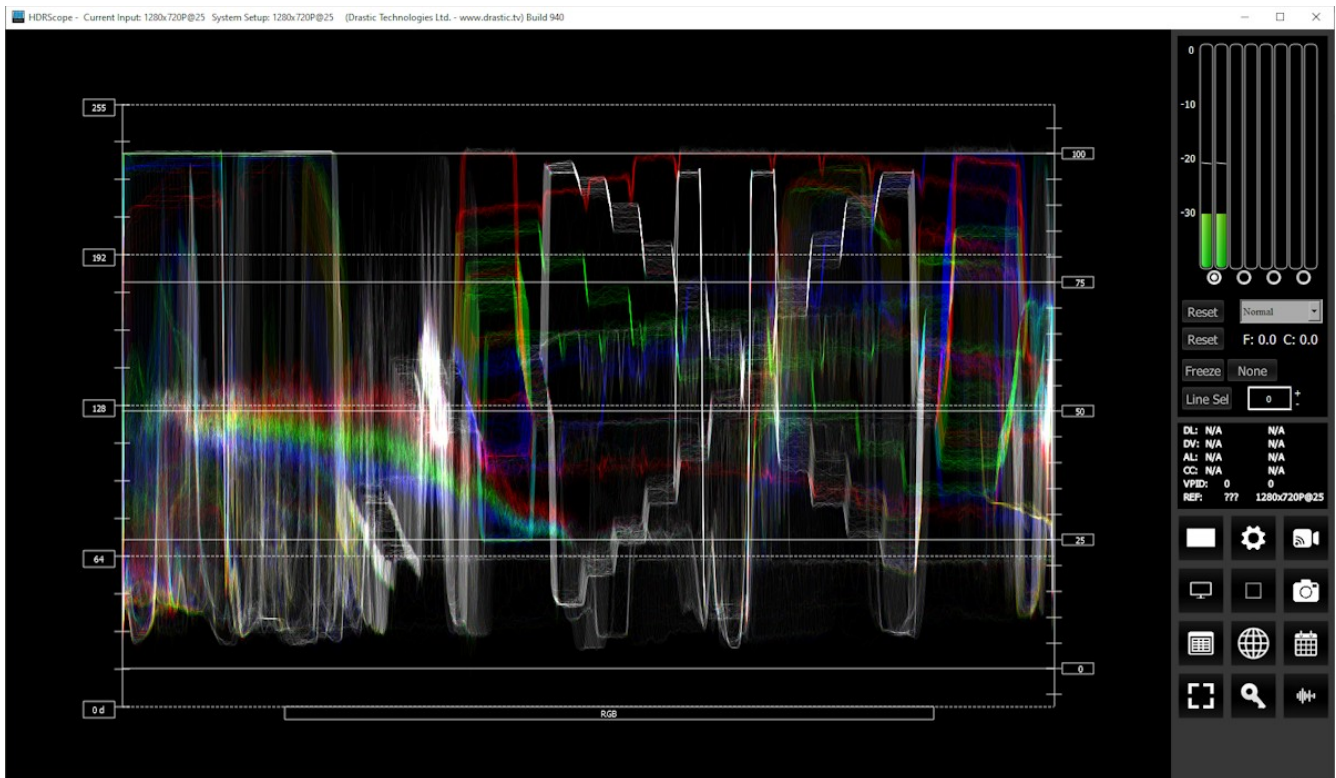 HDRScope - Current Input: 1280x720P@25 System Setup: 1280x720P@25 (Drastic Technologies Ltd. - www.drastic.tv) Build 940
255
192
128
64
0 d
100
75
50
25
0
RGB
0
-10
-20
-30
Reset Normal
Reset F: 0.0 C: 0.0
Freeze None
Line Sel 0 + -
DL: N/A N/A
DV: N/A N/A
AL: N/A N/A
CC: N/A N/A
VPID: 0 0
REF: ??? 1280x720P@25